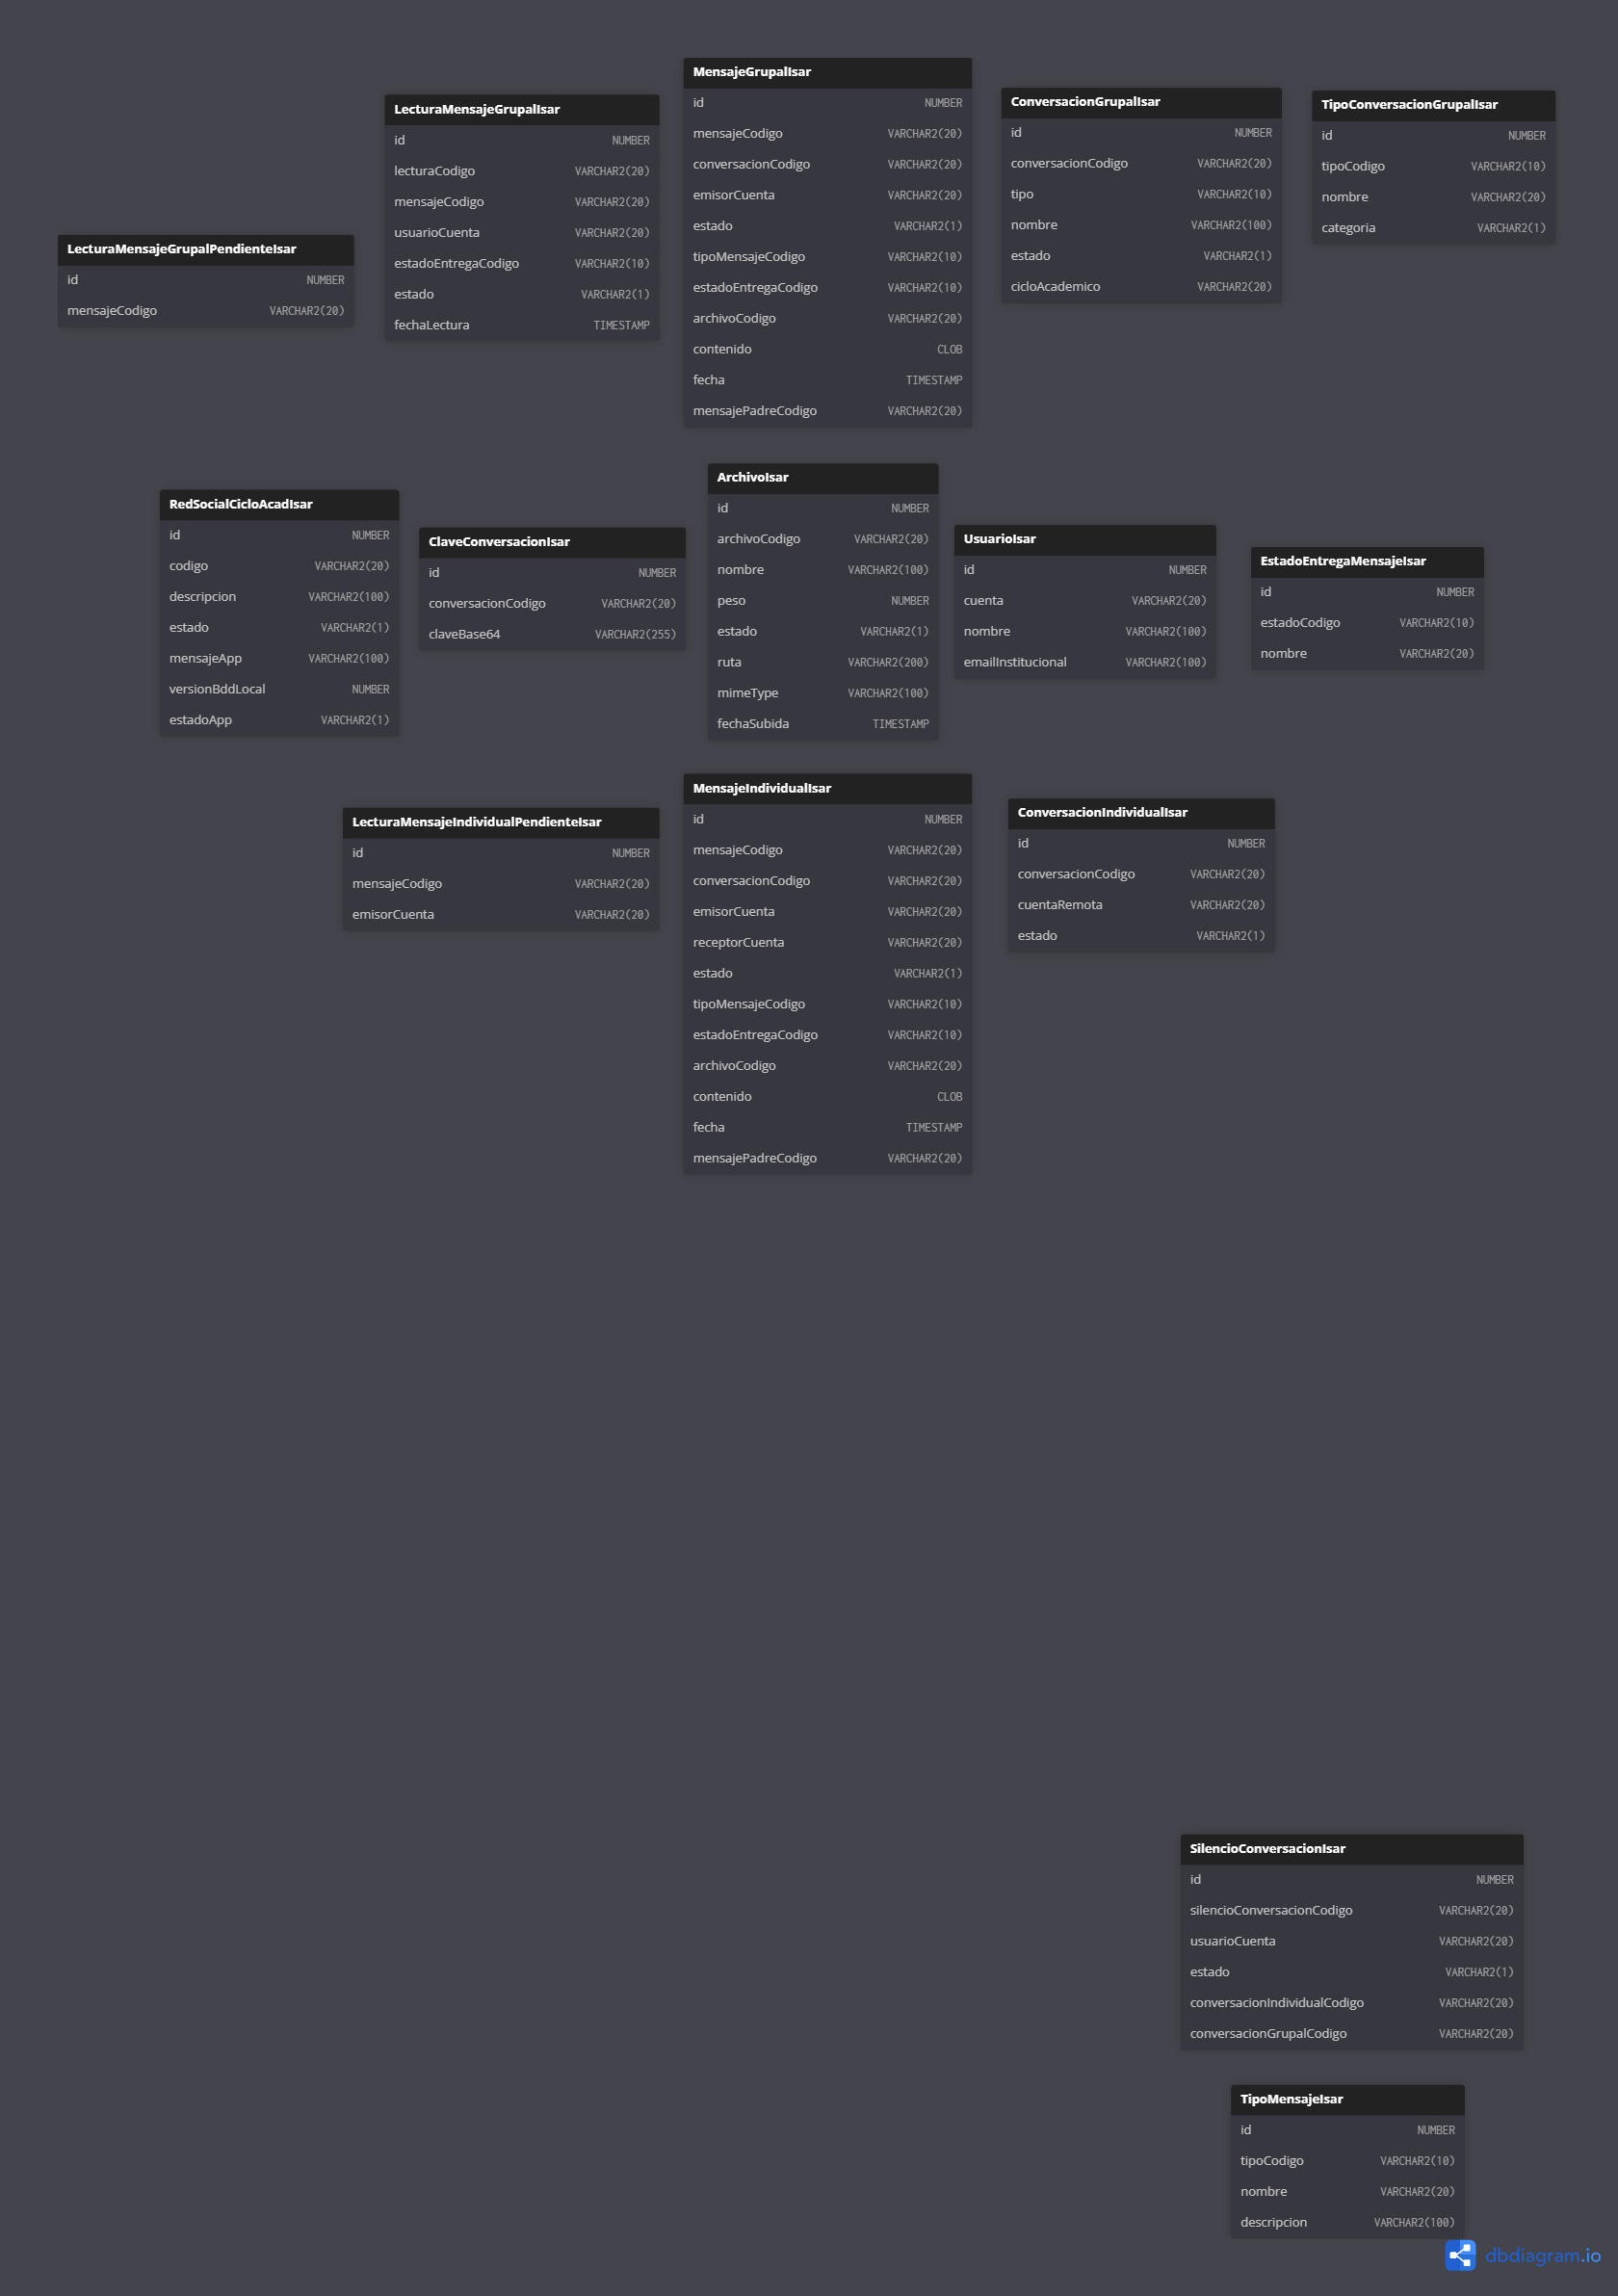 MensajeGrupalIsar
id NUMBER
mensajeCodigo VARCHAR2(20)
conversacionCodigo VARCHAR2(20)
emisorCuenta VARCHAR2(20)
estado VARCHAR2(1)
tipoMensajeCodigo VARCHAR2(10)
estadoEntregaCodigo VARCHAR2(10)
archivoCodigo VARCHAR2(20)
contenido CLOB
fecha TIMESTAMP
mensajePadreCodigo VARCHAR2(20)
ConversacionGrupalIsar
id NUMBER
conversacionCodigo VARCHAR2(20)
tipo VARCHAR2(10)
nombre VARCHAR2(100)
estado VARCHAR2(1)
cicloAcademico VARCHAR2(20)
TipoConversacionGrupalIsar
id NUMBER
tipoCodigo VARCHAR2(10)
nombre VARCHAR2(20)
categoria VARCHAR2(1)
LecturaMensajeGrupalIsar
id NUMBER
lecturaCodigo VARCHAR2(20)
mensajeCodigo VARCHAR2(20)
usuarioCuenta VARCHAR2(20)
estadoEntregaCodigo VARCHAR2(10)
estado VARCHAR2(1)
fechaLectura TIMESTAMP
LecturaMensajeGrupalPendienteIsar
id NUMBER
mensajeCodigo VARCHAR2(20)
RedSocialCicloAcadIsar
id NUMBER
codigo VARCHAR2(20)
descripcion VARCHAR2(100)
estado VARCHAR2(1)
mensajeApp VARCHAR2(100)
versionBddLocal NUMBER
estadoApp VARCHAR2(1)
ClaveConversacionIsar
id NUMBER
conversacionCodigo VARCHAR2(20)
claveBase64 VARCHAR2(255)
ArchivoIsar
id NUMBER
archivoCodigo VARCHAR2(20)
nombre VARCHAR2(100)
peso NUMBER
estado VARCHAR2(1)
ruta VARCHAR2(200)
mimeType VARCHAR2(100)
fechaSubida TIMESTAMP
UsuarioIsar
id NUMBER
cuenta VARCHAR2(20)
nombre VARCHAR2(100)
emailInstitucional VARCHAR2(100)
EstadoEntregaMensajeIsar
id NUMBER
estadoCodigo VARCHAR2(10)
nombre VARCHAR2(20)
LecturaMensajeIndividualPendienteIsar
id NUMBER
mensajeCodigo VARCHAR2(20)
emisorCuenta VARCHAR2(20)
MensajeIndividualIsar
id NUMBER
mensajeCodigo VARCHAR2(20)
conversacionCodigo VARCHAR2(20)
emisorCuenta VARCHAR2(20)
receptorCuenta VARCHAR2(20)
estado VARCHAR2(1)
tipoMensajeCodigo VARCHAR2(10)
estadoEntregaCodigo VARCHAR2(10)
archivoCodigo VARCHAR2(20)
contenido CLOB
fecha TIMESTAMP
mensajePadreCodigo VARCHAR2(20)
ConversacionIndividualIsar
id NUMBER
conversacionCodigo VARCHAR2(20)
cuentaRemota VARCHAR2(20)
estado VARCHAR2(1)
SilencioConversacionIsar
id NUMBER
silencioConversacionCodigo VARCHAR2(20)
usuarioCuenta VARCHAR2(20)
estado VARCHAR2(1)
conversacionIndividualCodigo VARCHAR2(20)
conversacionGrupalCodigo VARCHAR2(20)
TipoMensajeIsar
id NUMBER
tipoCodigo VARCHAR2(10)
nombre VARCHAR2(20)
descripcion VARCHAR2(100)
dbdiagram.io